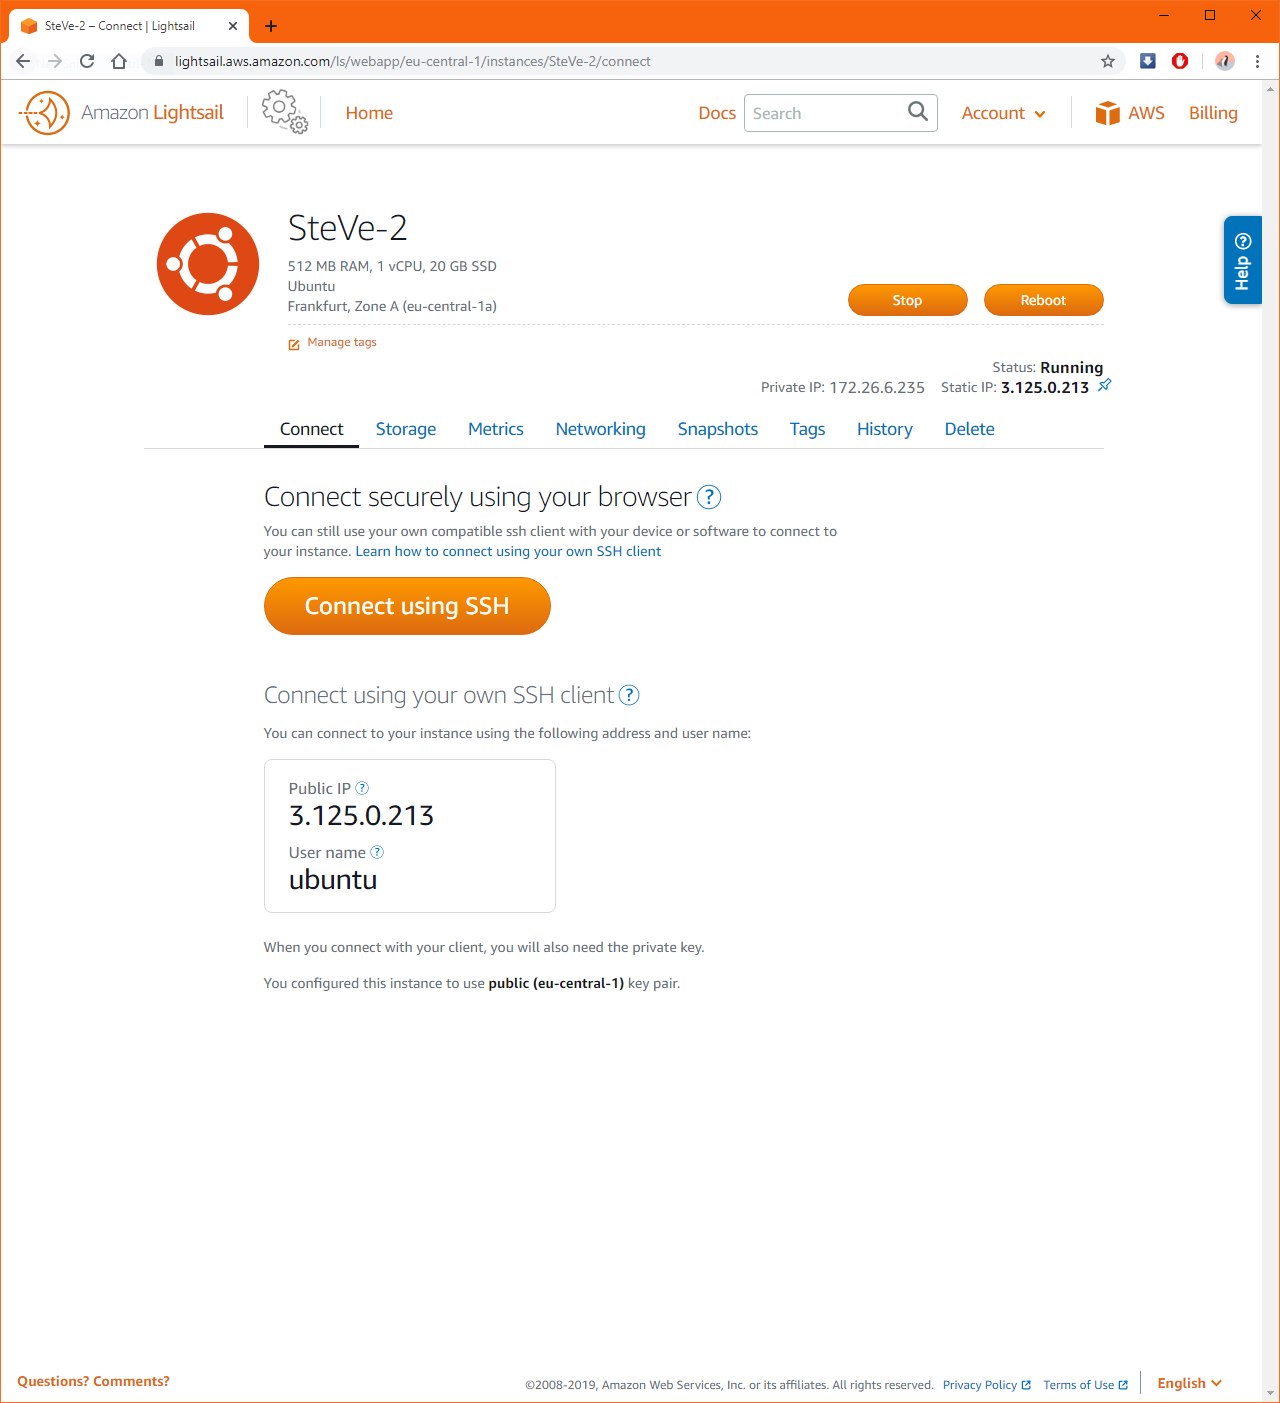 SteVe-2 – Connect | Lightsail
lightsail.aws.amazon.com/ls/webapp/eu-central-1/instances/SteVe-2/connect
Amazon Lightsail
Home
Docs
Search
Account
AWS
Billing
SteVe-2
512 MB RAM, 1 vCPU, 20 GB SSD
Ubuntu
Frankfurt, Zone A (eu-central-1a)
Stop
Reboot
Help ?
Manage tags
Status: Running
Private IP: 172.26.6.235 Static IP: 3.125.0.213
Connect Storage Metrics Networking Snapshots Tags History Delete
Connect securely using your browser ?
You can still use your own compatible ssh client with your device or software to connect to
your instance. Learn how to connect using your own SSH client
Connect using SSH
Connect using your own SSH client ?
You can connect to your instance using the following address and user name:
Public IP ?
3.125.0.213
User name ?
ubuntu
When you connect with your client, you will also need the private key.
You configured this instance to use public (eu-central-1) key pair.
Questions? Comments?
©2008-2019, Amazon Web Services, Inc. or its affiliates. All rights reserved. Privacy Policy Terms of Use
English